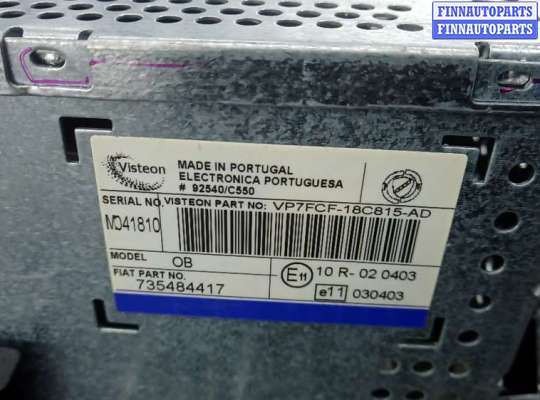 FINNAUTOPARTS
FINNAUTOPARTS
Visteon
MADE IN PORTUGAL
ELECTRONICA PORTUGUESA
# 92540/C550
SERIAL NO. VISTEON PART NO: VP7FCF-18C815-AD
M041810
MODEL OB
E11 10 R- 02 0403
FIAT PART NO.
735484417
e11 030403